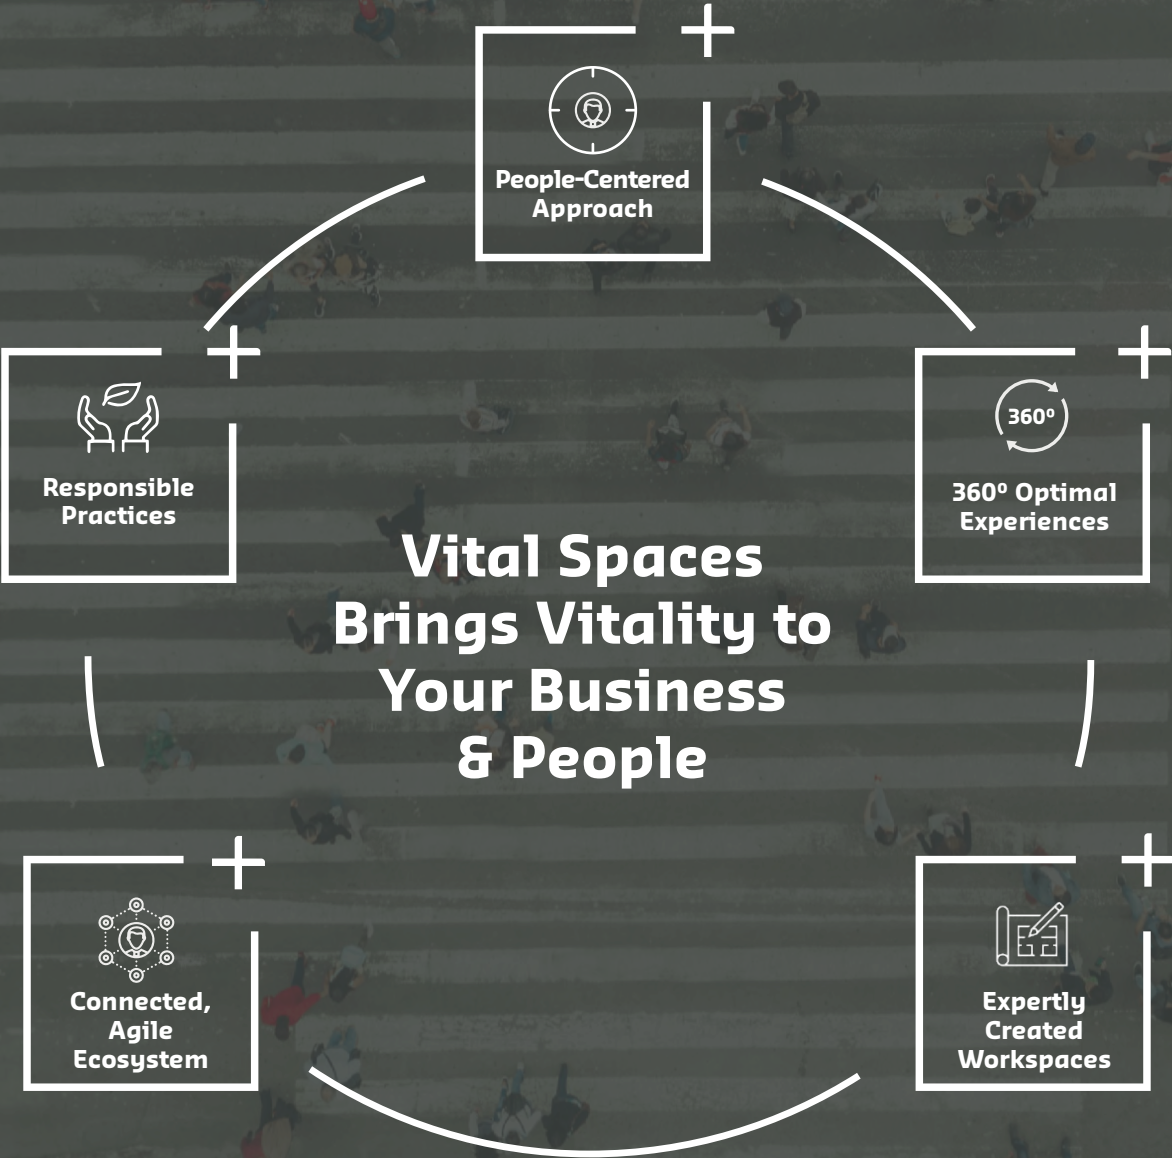 People-Centered
Approach
Responsible
Practices
360º
360º Optimal
Experiences
Vital Spaces
Brings Vitality to
Your Business
& People
Connected,
Agile
Ecosystem
Expertly
Created
Workspaces